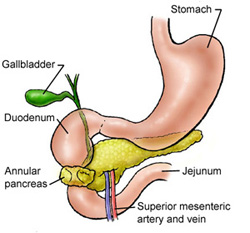 Stomach
Gallbladder
Duodenum
Annular
pancreas
Jejunum
Superior mesenteric
artery and vein